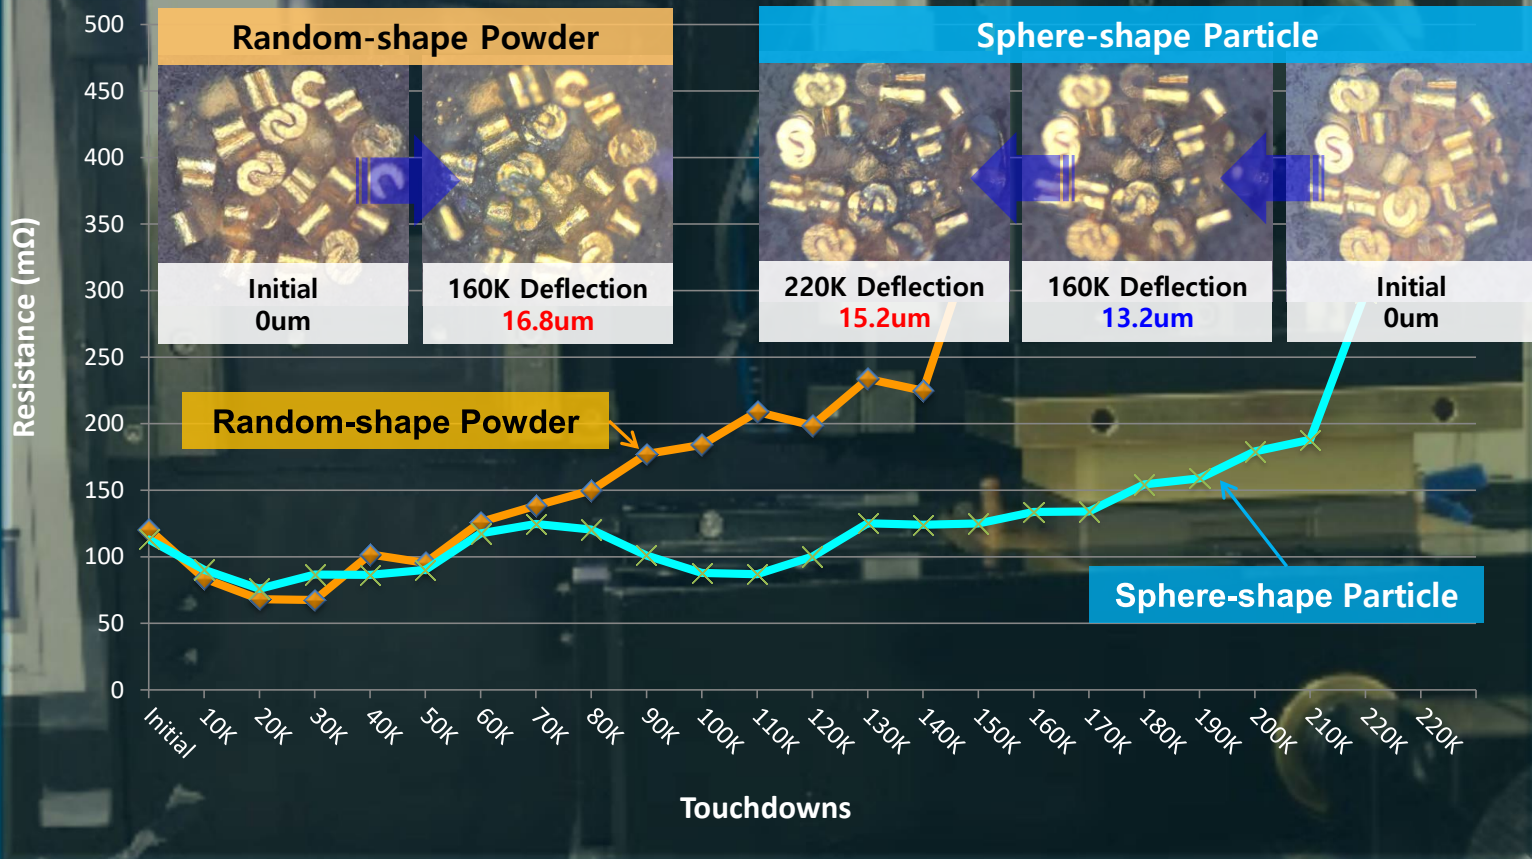 Random-shape Powder
Sphere-shape Particle
Initial
0um
160K Deflection
16.8um
220K Deflection
15.2um
160K Deflection
13.2um
Initial
0um
500
450
400
350
300
250
200
150
100
50
0
Resistance (mΩ)
Random-shape Powder
Sphere-shape Particle
Initial
10K
20K
30K
40K
50K
60K
70K
80K
90K
100K
110K
120K
130K
140K
150K
160K
170K
180K
190K
200K
210K
220K
220K
Touchdowns